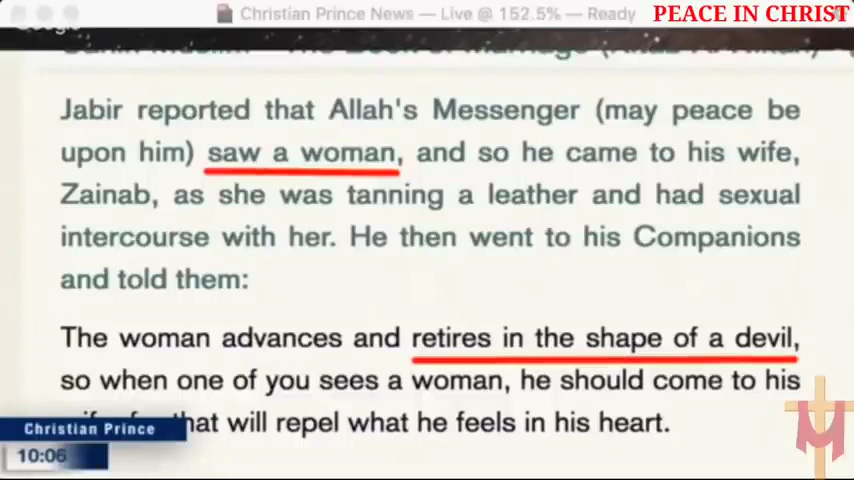 Christian Prince News — Live @ 152.5% — Ready
PEACE IN CHRIST
Google
Jabir reported that Allah's Messenger (may peace be
upon him) saw a woman, and so he came to his wife,
Zainab, as she was tanning a leather and had sexual
intercourse with her. He then went to his Companions
and told them:
The woman advances and retires in the shape of a devil,
so when one of you sees a woman, he should come to his
that will repel what he feels in his heart.
Christian Prince
10:06